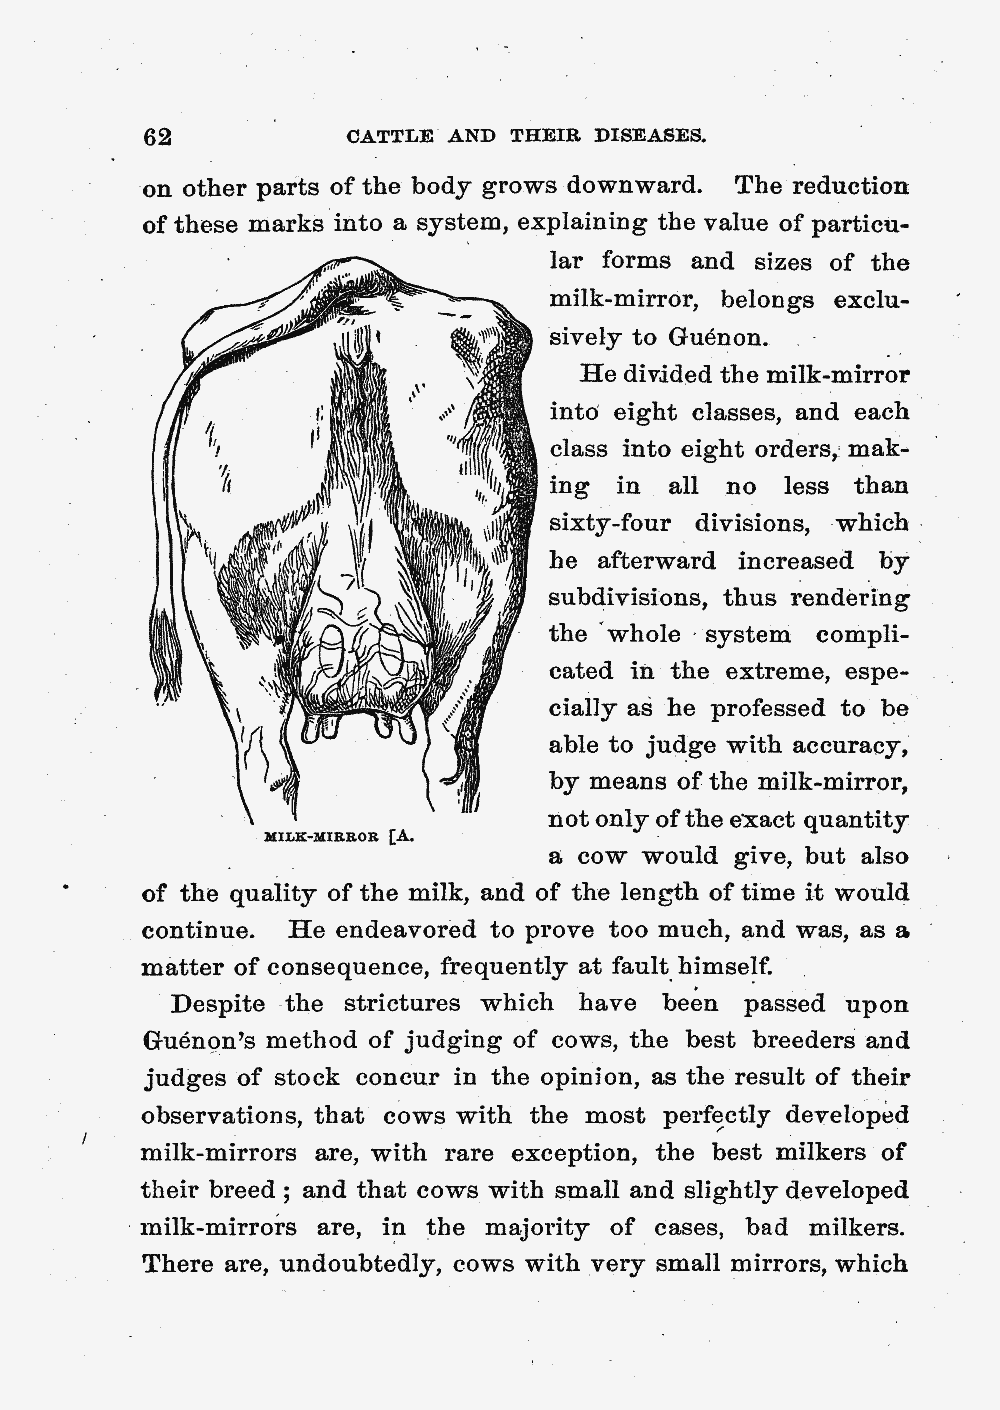 62 CATTLE AND THEIR DISEASES.
on other parts of the body grows downward. The reduction
of these marks into a system, explaining the value of particu-
lar forms and sizes of the
milk-mirror, belongs exclu-
sively to Guénon.
He divided the milk-mirror
into eight classes, and each
class into eight orders, mak-
ing in all no less than
sixty-four divisions, which
he afterward increased by
subdivisions, thus rendering
the whole system compli-
cated in the extreme, espe-
cially as he professed to be
able to judge with accuracy,
by means of the milk-mirror,
not only of the exact quantity
a cow would give, but also
MILK-MIRROR [A.
of the quality of the milk, and of the length of time it would
continue. He endeavored to prove too much, and was, as a
matter of consequence, frequently at fault himself.
Despite the strictures which have been passed upon
Guénon's method of judging of cows, the best breeders and
judges of stock concur in the opinion, as the result of their
observations, that cows with the most perfectly developed
milk-mirrors are, with rare exception, the best milkers of
their breed; and that cows with small and slightly developed
milk-mirrors are, in the majority of cases, bad milkers.
There are, undoubtedly, cows with very small mirrors, which